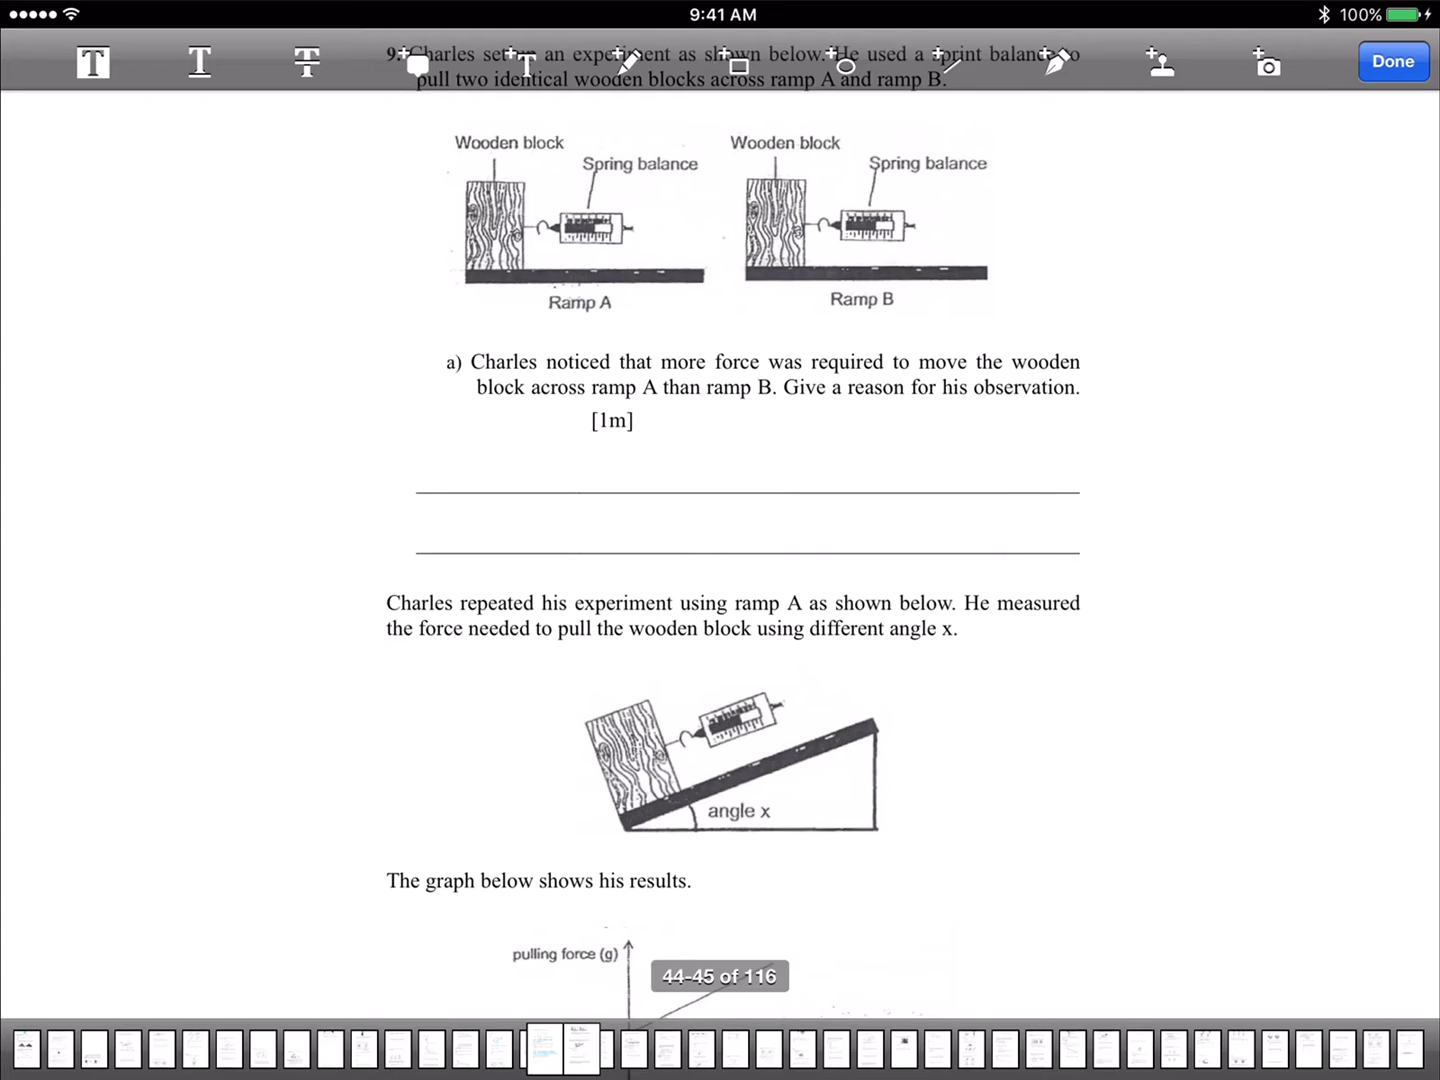 9:41 AM
100%
Done
9. Charles set up an experiment as shown below. He used a sprint balance to
pull two identical wooden blocks across ramp A and ramp B.
Wooden block
Spring balance
Wooden block
Spring balance
Ramp A
Ramp B
a) Charles noticed that more force was required to move the wooden
block across ramp A than ramp B. Give a reason for his observation.
[1m]
Charles repeated his experiment using ramp A as shown below. He measured
the force needed to pull the wooden block using different angle x.
angle x
The graph below shows his results.
pulling force (g)
44-45 of 116